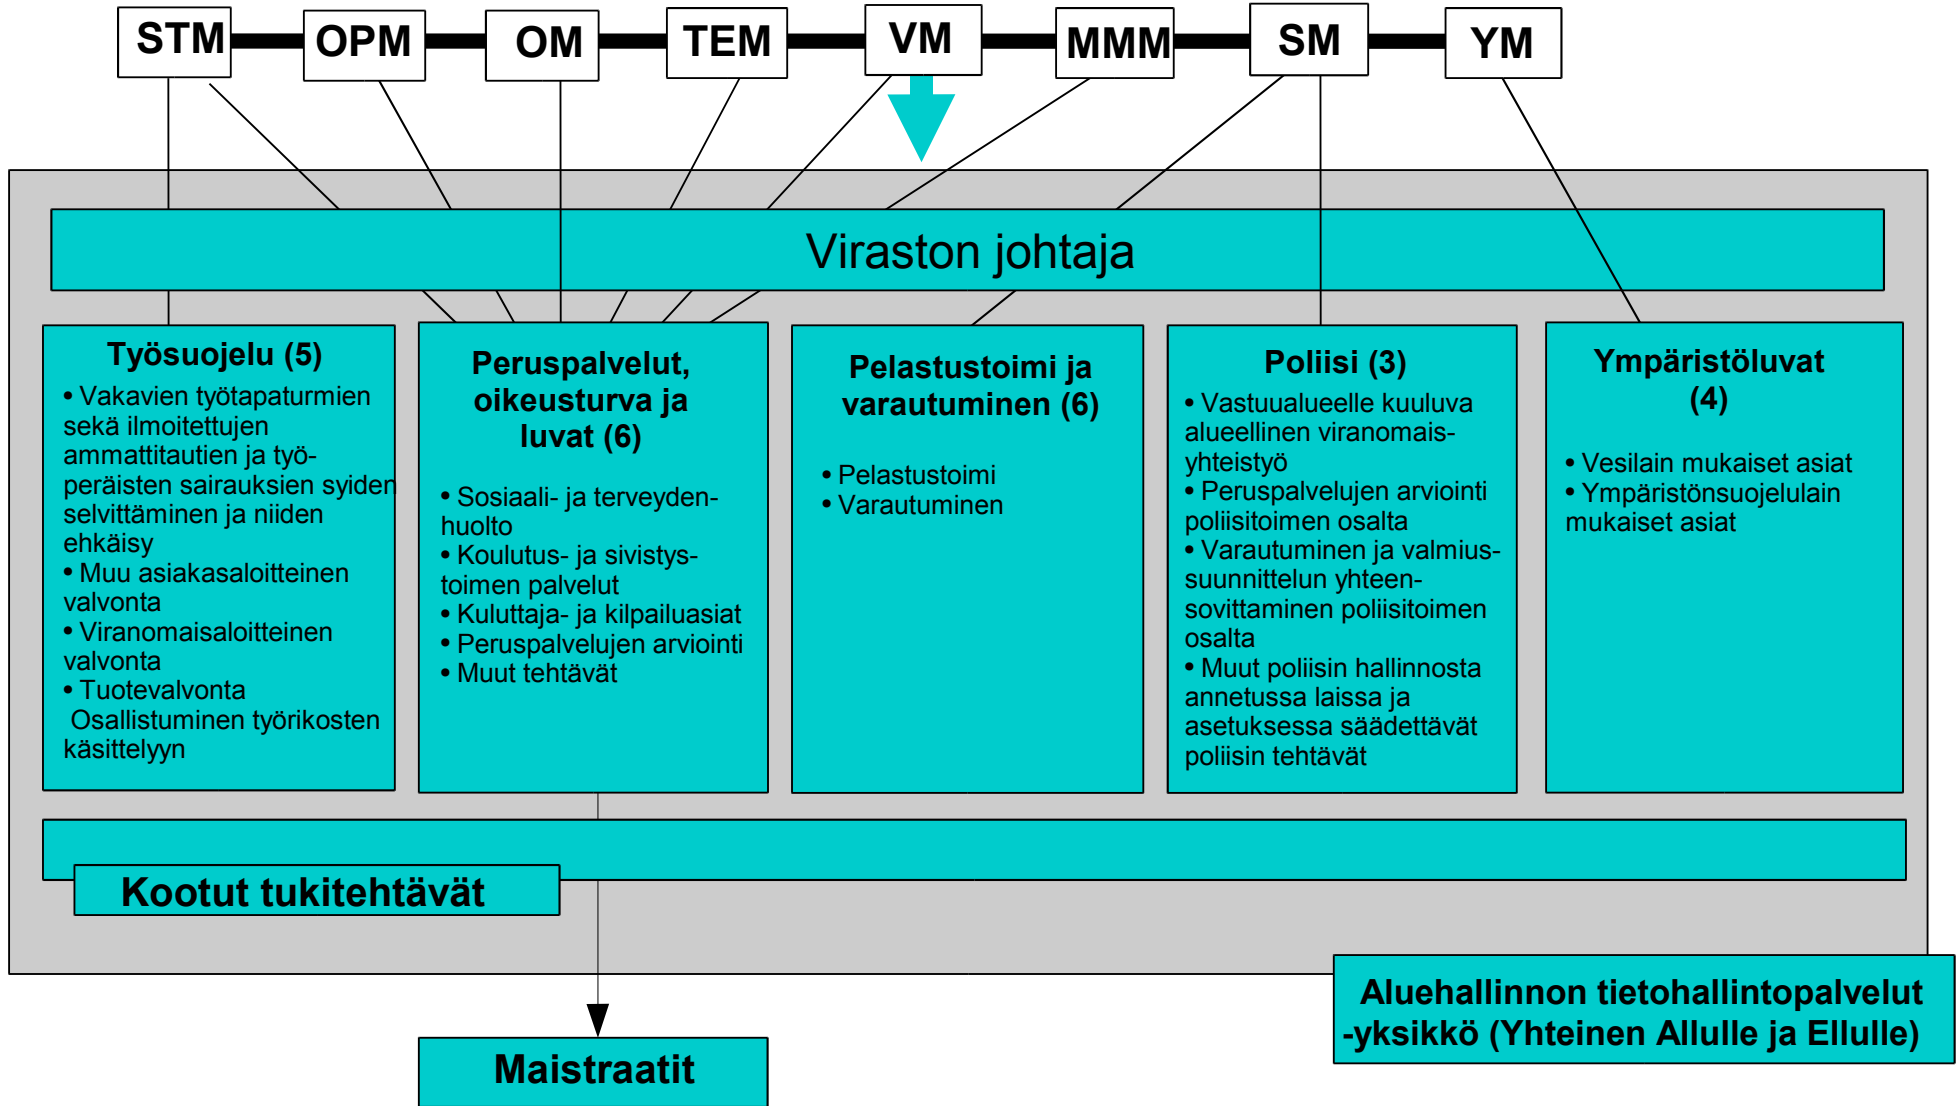 STM OPM OM TEM VM MMM SM YM
Viraston johtaja
Työsuojelu (5)
• Vakavien työtapaturmien
sekä ilmoitettujen
ammattitautien ja työ-
peräisten sairauksien syiden
selvittäminen ja niiden
ehkäisy
• Muu asiakasaloitteinen
valvonta
• Viranomaisaloitteinen
valvonta
• Tuotevalvonta
Osallistuminen työrikosten
käsittelyyn
Peruspalvelut,
oikeusturva ja
luvat (6)
• Sosiaali- ja terveyden-
huolto
• Koulutus- ja sivistys-
toimen palvelut
• Kuluttaja- ja kilpailuasiat
• Peruspalvelujen arviointi
• Muut tehtävät
Pelastustoimi ja
varautuminen (6)
• Pelastustoimi
• Varautuminen
Poliisi (3)
• Vastuualueelle kuuluva
alueellinen viranomais-
yhteistyö
• Peruspalvelujen arviointi
poliisitoimen osalta
• Varautuminen ja valmius-
suunnittelun yhteen-
sovittaminen poliisitoimen
osalta
• Muut poliisin hallinnosta
annetussa laissa ja
asetuksessa säädettävät
poliisin tehtävät
Ympäristöluvat
(4)
• Vesilain mukaiset asiat
• Ympäristönsuojelulain
mukaiset asiat
Kootut tukitehtävät
Aluehallinnon tietohallintopalvelut
-yksikkö (Yhteinen Allulle ja Ellulle)
Maistraatit